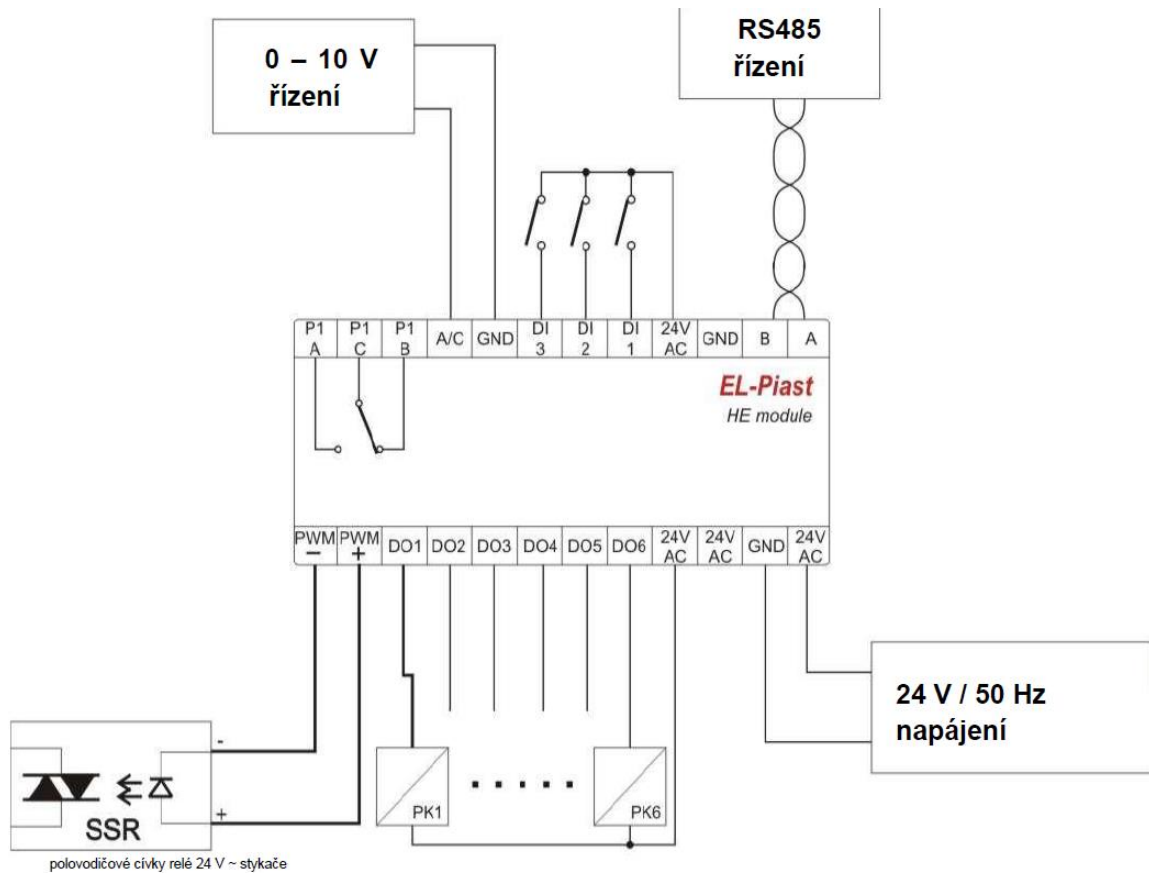 0 – 10 V
řízení
RS485
řízení
P1 A
P1 C
P1 B
A/C
GND
DI 3
DI 2
DI 1
24V AC
GND
B
A
EL-Piast
HE module
PWM –
PWM +
DO1
DO2
DO3
DO4
DO5
DO6
24V AC
24V AC
GND
24V AC
24 V / 50 Hz
napájení
-
+
SSR
PK1
PK6
polovodičové cívky relé 24 V ~ stykače